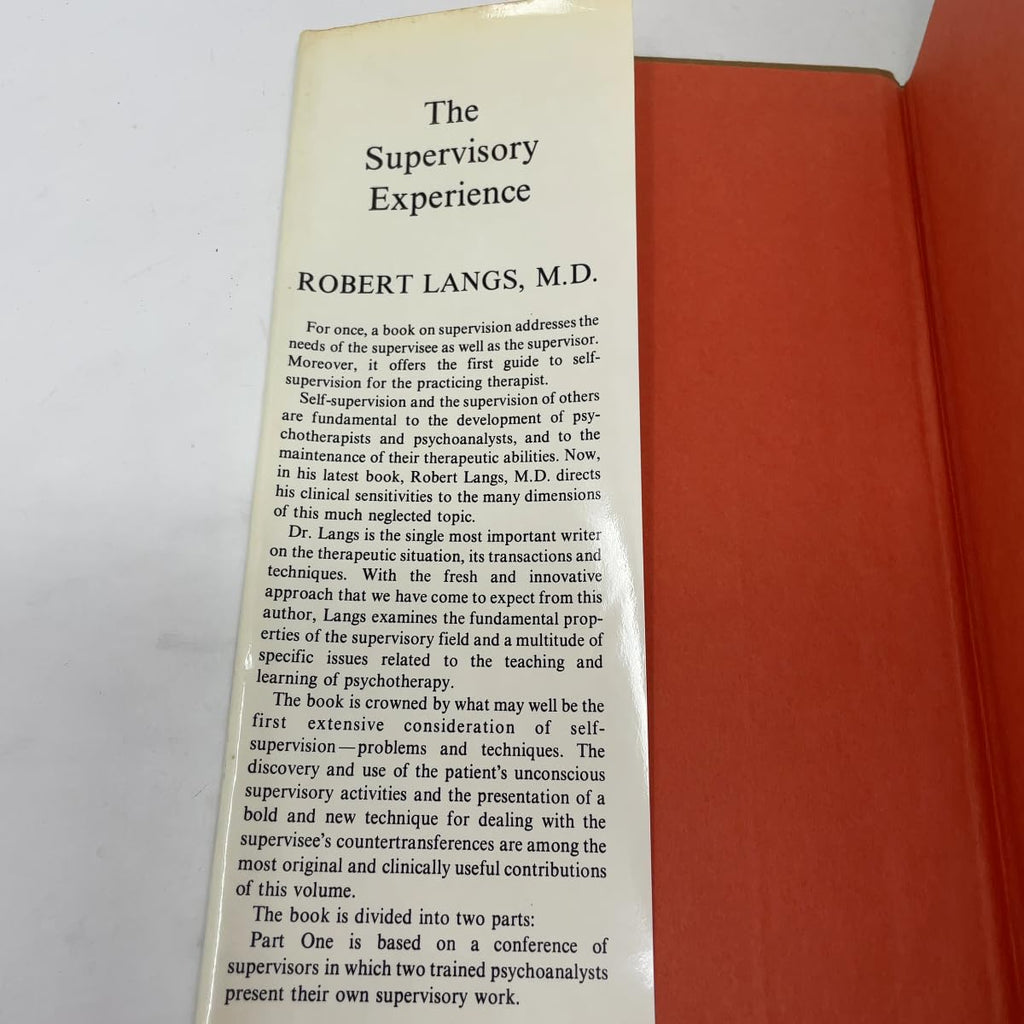 The
Supervisory
Experience
ROBERT LANGS, M.D.
For once, a book on supervision addresses the
needs of the supervisee as well as the supervisor.
Moreover, it offers the first guide to self-
supervision for the practicing therapist.
Self-supervision and the supervision of others
are fundamental to the development of psy-
chotherapists and psychoanalysts, and to the
maintenance of their therapeutic abilities. Now,
in his latest book, Robert Langs, M.D. directs
his clinical sensitivities to the many dimensions
of this much neglected topic.
Dr. Langs is the single most important writer
on the therapeutic situation, its transactions and
techniques. With the fresh and innovative
approach that we have come to expect from this
author, Langs examines the fundamental prop-
erties of the supervisory field and a multitude of
specific issues related to the teaching and
learning of psychotherapy.
The book is crowned by what may well be the
first extensive consideration of self-
supervision—problems and techniques. The
discovery and use of the patient's unconscious
supervisory activities and the presentation of a
bold and new technique for dealing with the
supervisee's countertransferences are among the
most original and clinically useful contributions
of this volume.
The book is divided into two parts:
Part One is based on a conference of
supervisors in which two trained psychoanalysts
present their own supervisory work.